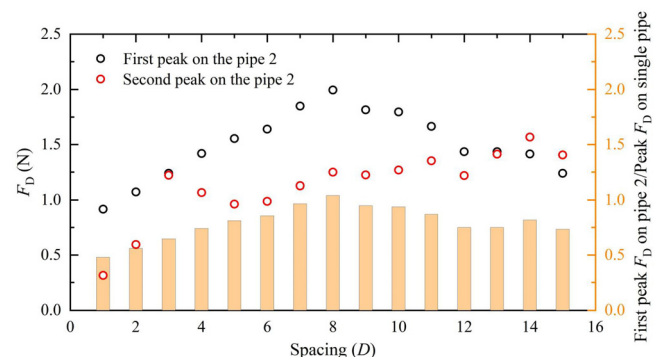 First peak on the pipe 2
Second peak on the pipe 2
2.5
2.0
1.5
1.0
0.5
0.0
F_D (N)
0 2 4 6 8 10 12 14 16
Spacing (D)
2.5
2.0
1.5
1.0
0.5
0.0
First peak F_D on pipe 2/Peak F_D on single pipe